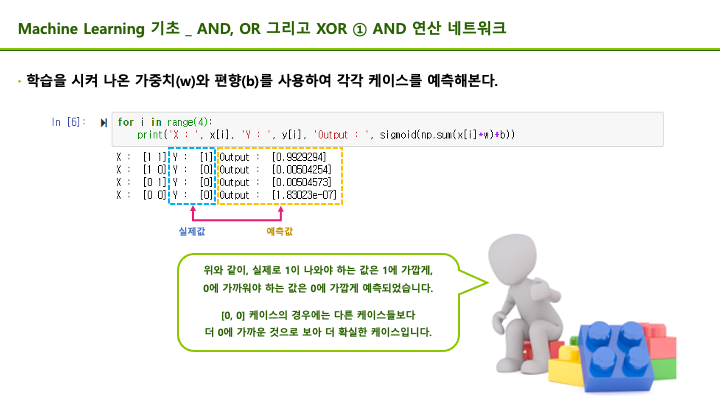 Machine Learning 기초 _ AND, OR 그리고 XOR ① AND 연산 네트워크
· 학습을 시켜 나온 가중치(w)와 편향(b)를 사용하여 각각 케이스를 예측해본다.
In [6]:
for i in range(4):
print('X : ', x[i], 'Y : ', y[i], 'Output : ', sigmoid(np.sum(x[i]*w)+b))
X :  [1 1] Y :  [1] Output :  [0.9929294]
X :  [1 0] Y :  [0] Output :  [0.00504254]
X :  [0 1] Y :  [0] Output :  [0.00504573]
X :  [0 0] Y :  [0] Output :  [1.83023e-07]
실제값 예측값
위와 같이, 실제로 1이 나와야 하는 값은 1에 가깝게,
0에 가까워야 하는 값은 0에 가깝게 예측되었습니다.
[0, 0] 케이스의 경우에는 다른 케이스들보다
더 0에 가까운 것으로 보아 더 확실한 케이스입니다.